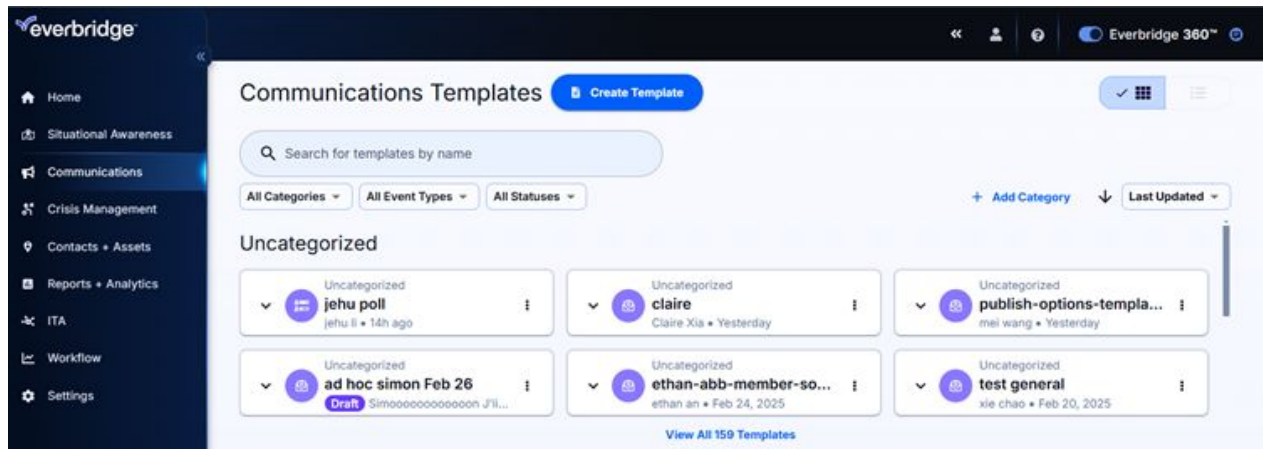 everbridge
Everbridge 360™
Home
Situational Awareness
Communications
Crisis Management
Contacts + Assets
Reports + Analytics
ITA
Workflow
Settings
Communications Templates
Create Template
Search for templates by name
All Categories
All Event Types
All Statuses
+ Add Category
Last Updated
Uncategorized
Uncategorized
jehu poll
jehu li • 14h ago
Uncategorized
claire
Claire Xia • Yesterday
Uncategorized
publish-options-templa...
mei wang • Yesterday
Uncategorized
ad hoc simon Feb 26
Draft
Uncategorized
ethan-abb-member-so...
ethan an • Feb 24, 2025
Uncategorized
test general
xie chao • Feb 20, 2025
View All 159 Templates